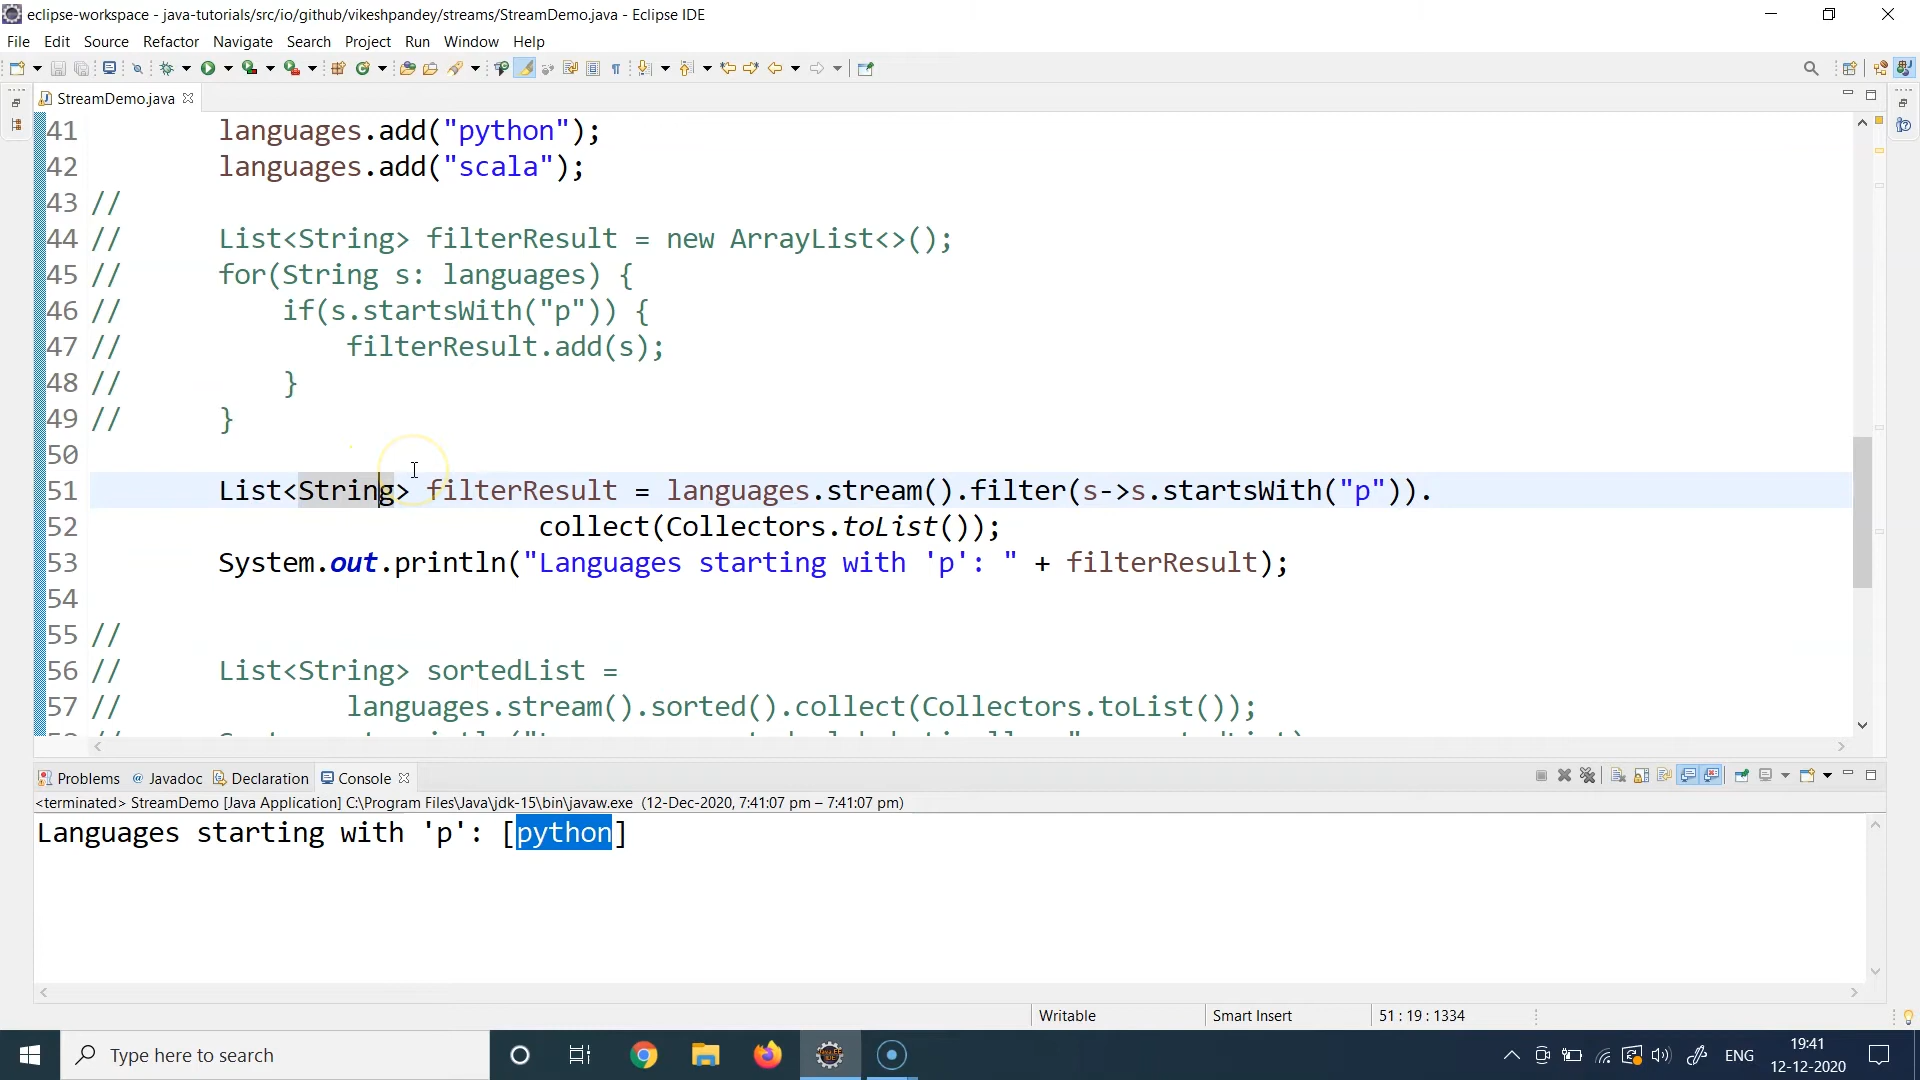 eclipse-workspace - java-tutorials/src/io/github/vikeshpandey/streams/StreamDemo.java - Eclipse IDE
File Edit Source Refactor Navigate Search Project Run Window Help
StreamDemo.java
41 languages.add("python");
42 languages.add("scala");
43 //
44 // List<String> filterResult = new ArrayList<>();
45 // for(String s: languages) {
46 // if(s.startsWith("p")) {
47 // filterResult.add(s);
48 // }
49 // }
50
51 List<String> filterResult = languages.stream().filter(s->s.startsWith("p")).
52 collect(Collectors.toList());
53 System.out.println("Languages starting with 'p': " + filterResult);
54
55 //
56 // List<String> sortedList =
57 // languages.stream().sorted().collect(Collectors.toList());
Problems @ Javadoc Declaration Console
<terminated> StreamDemo [Java Application] C:\Program Files\Java\jdk-15\bin\javaw.exe (12-Dec-2020, 7:41:07 pm – 7:41:07 pm)
Languages starting with 'p': [python]
Writable Smart Insert 51 : 19 : 1334
Type here to search
ENG
19:41
12-12-2020